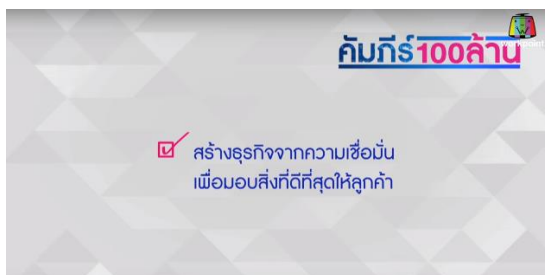 คัมภีร์100ล้าน
สร้างธุรกิจจากความเชื่อมั่น
เพื่อมอบสิ่งที่ดีที่สุดให้ลูกค้า